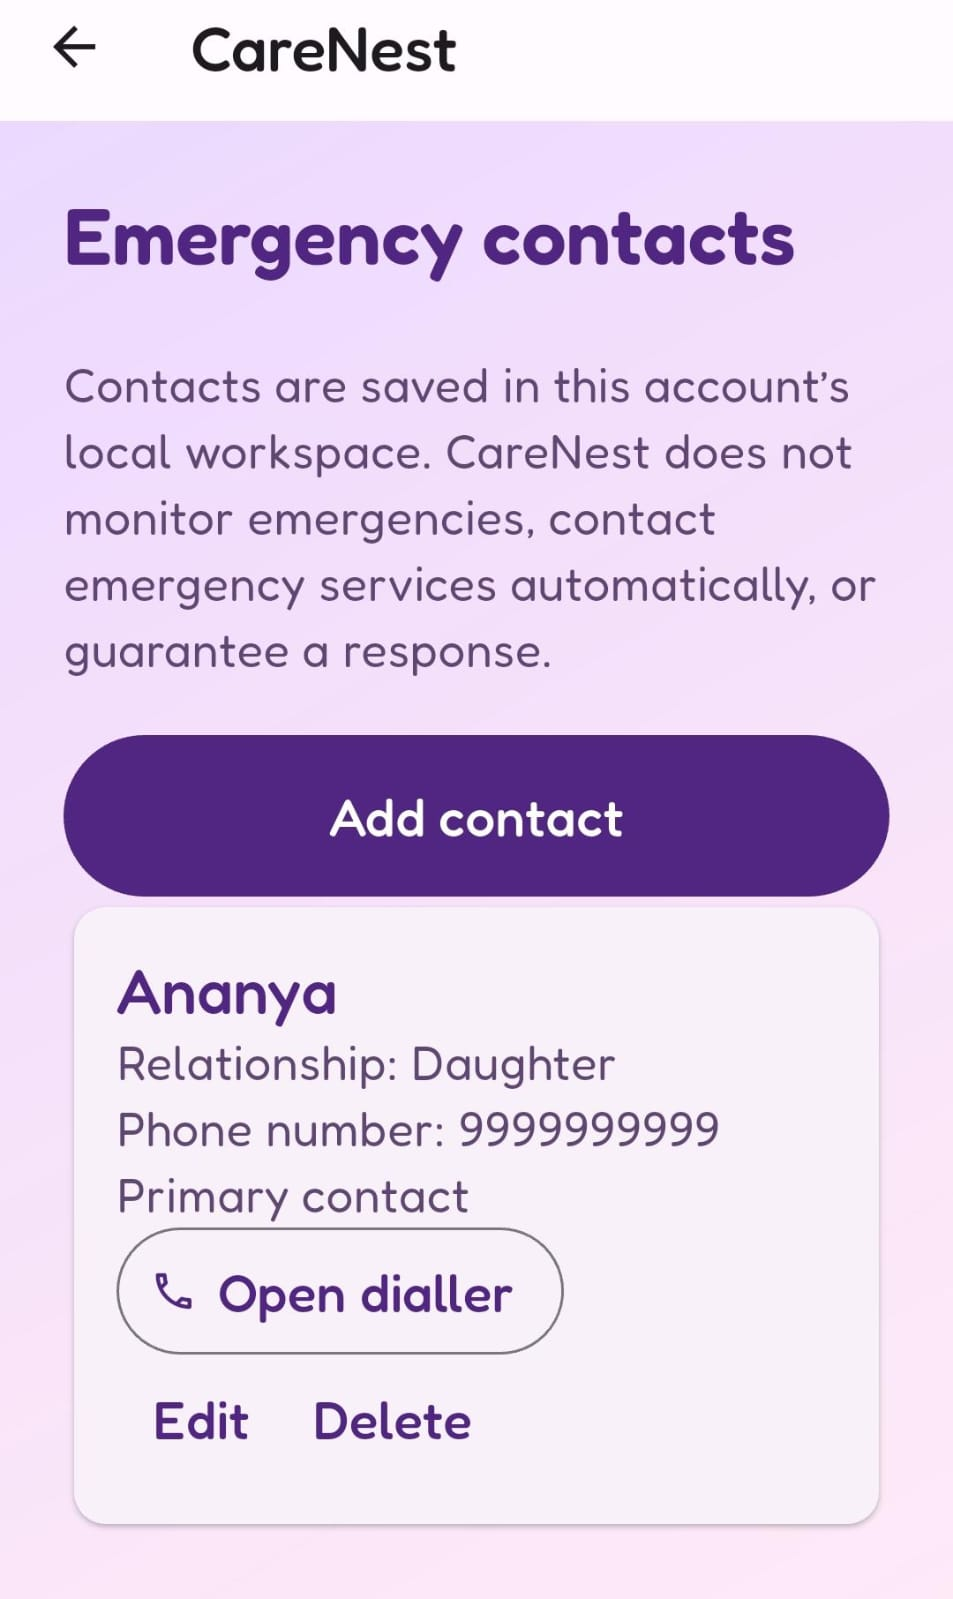 CareNest
Emergency contacts
Contacts are saved in this account’s
local workspace. CareNest does not
monitor emergencies, contact
emergency services automatically, or
guarantee a response.
Add contact
Ananya
Relationship: Daughter
Phone number: 9999999999
Primary contact
Open dialler
Edit Delete